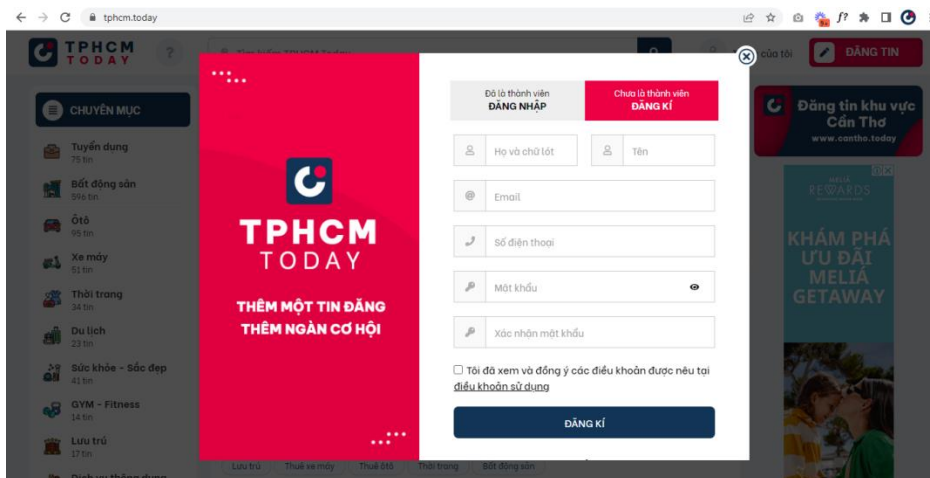 tphcm.today
TPHCM
TODAY
?
Tìm kiếm TPHCM Today
của tôi
ĐĂNG TIN
CHUYÊN MỤC
Tuyển dụng
75 tin
Bất động sản
596 tin
Ôtô
95 tin
Xe máy
51 tin
Thời trang
34 tin
Du lịch
23 tin
Sức khỏe - Sắc đẹp
41 tin
GYM - Fitness
14 tin
Lưu trú
17 tin
TPHCM
TODAY
THÊM MỘT TIN ĐĂNG
THÊM NGÀN CƠ HỘI
Đã là thành viên
ĐĂNG NHẬP
Chưa là thành viên
ĐĂNG KÍ
Họ và chữ lót
Tên
Email
Số điện thoại
Mật khẩu
Xác nhận mật khẩu
Tôi đã xem và đồng ý các điều khoản được nêu tại
điều khoản sử dụng
ĐĂNG KÍ
Lưu trú Thuê xe máy Thuê ôtô Thời trang Bất động sản
Đăng tin khu vực
Cần Thơ
www.cantho.today
MELIÁ
REWARDS
KHÁM PHÁ
ƯU ĐÃI
MELIÁ
GETAWAY